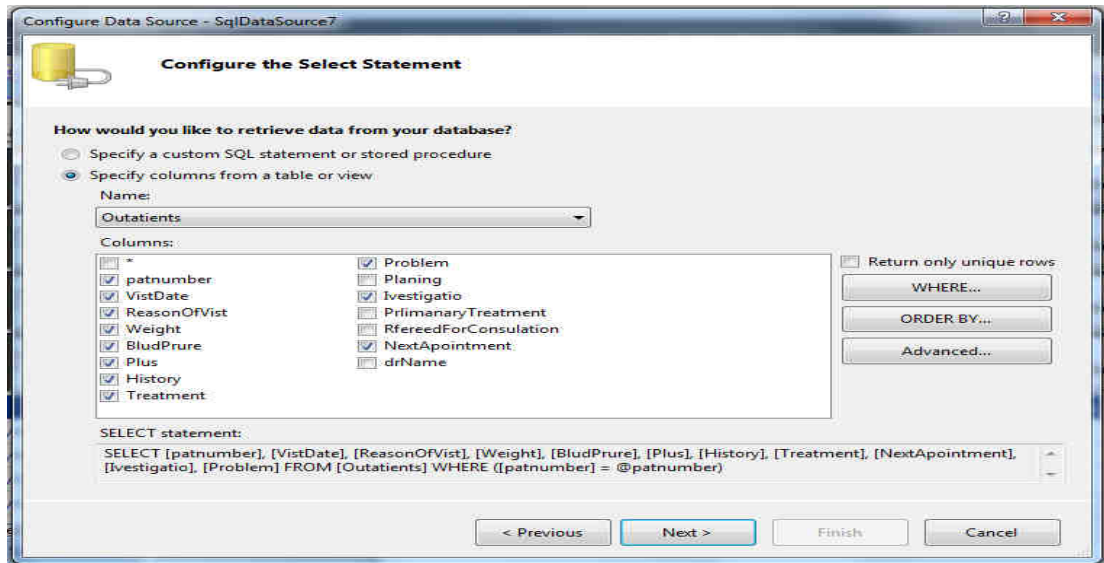 Configure Data Source - SqlDataSource7
Configure the Select Statement
How would you like to retrieve data from your database?
Specify a custom SQL statement or stored procedure
Specify columns from a table or view
Name:
Outatients
Columns:
*
patnumber
VistDate
ReasonOfVist
Weight
BludPrure
Plus
History
Treatment
Problem
Planing
Ivestigatio
PrlimanaryTreatment
RfereedForConsulation
NextApointment
drName
Return only unique rows
WHERE...
ORDER BY...
Advanced...
SELECT statement:
SELECT [patnumber], [VistDate], [ReasonOfVist], [Weight], [BludPrure], [Plus], [History], [Treatment], [NextApointment],
[Ivestigatio], [Problem] FROM [Outatients] WHERE ([patnumber] = @patnumber)
< Previous
Next >
Finish
Cancel